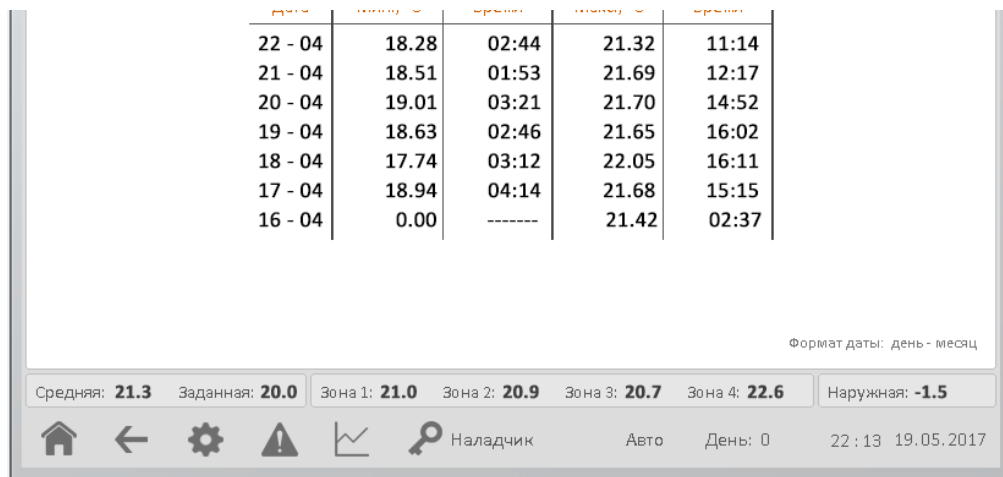 22 - 04 18.28 02:44 21.32 11:14
21 - 04 18.51 01:53 21.69 12:17
20 - 04 19.01 03:21 21.70 14:52
19 - 04 18.63 02:46 21.65 16:02
18 - 04 17.74 03:12 22.05 16:11
17 - 04 18.94 04:14 21.68 15:15
16 - 04 0.00 ------- 21.42 02:37
Формат даты: день - месяц
Средняя: 21.3 Заданная: 20.0 Зона 1: 21.0 Зона 2: 20.9 Зона 3: 20.7 Зона 4: 22.6 Наружная: -1.5
Наладчик Авто День: 0 22 : 13 19.05.2017